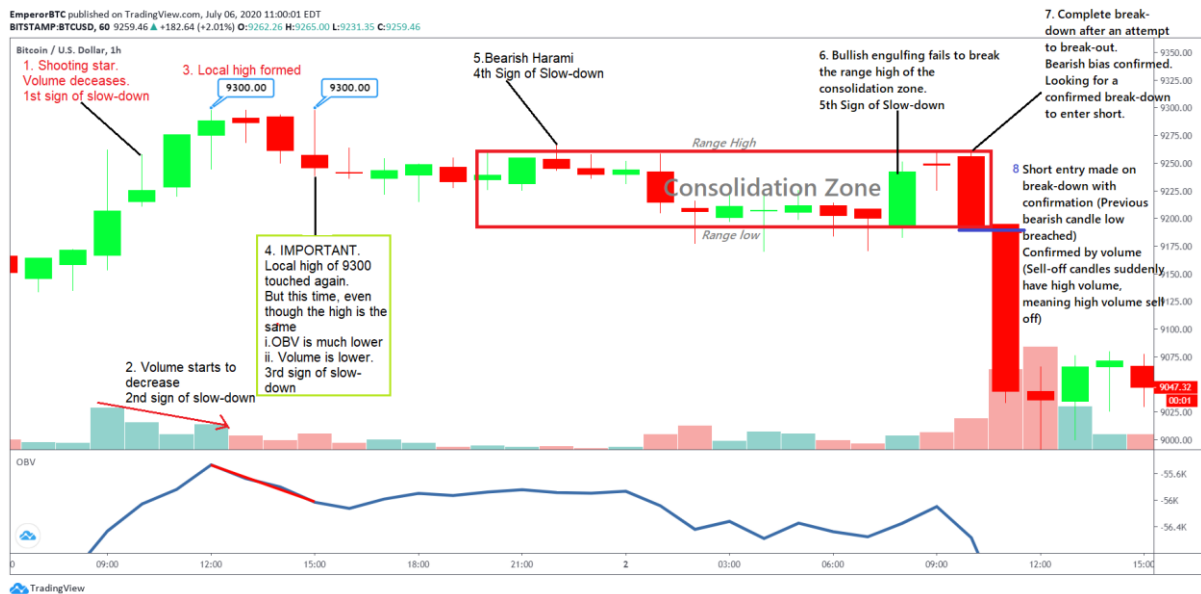 EmperorBTC published on TradingView.com, July 06, 2020 11:00:01 EDT
BITSTAMP:BTCUSD, 60 9259.46 ▲ +182.64 (+2.01%) O:9262.26 H:9265.00 L:9231.35 C:9259.46
Bitcoin / U.S. Dollar, 1h
1. Shooting star.
Volume deceases.
1st sign of slow-down
3. Local high formed
9300.00
9300.00
5.Bearish Harami
4th Sign of Slow-down
6. Bullish engulfing fails to break
the range high of the
consolidation zone.
5th Sign of Slow-down
7. Complete break-
down after an attempt
to break-out.
Bearish bias confirmed.
Looking for a
confirmed break-down
to enter short.
Range High
Consolidation Zone
Range low
8 Short entry made on
break-down with
confirmation (Previous
bearish candle low
breached)
Confirmed by volume
(Sell-off candles suddenly
have high volume,
meaning high volume sell
off)
4. IMPORTANT.
Local high of 9300
touched again.
But this time, even
though the high is the
same
i.OBV is much lower
ii. Volume is lower.
3rd sign of slow-
down
2. Volume starts to
decrease
2nd sign of slow-down
9350.00
9325.00
9300.00
9275.00
9250.00
9225.00
9200.00
9175.00
9150.00
9125.00
9100.00
9075.00
9047.32
00:01
9025.00
9000.00
OBV
-55.6K
-56K
-56.4K
0
09:00
12:00
15:00
18:00
21:00
2
03:00
06:00
09:00
12:00
15:00
TradingView